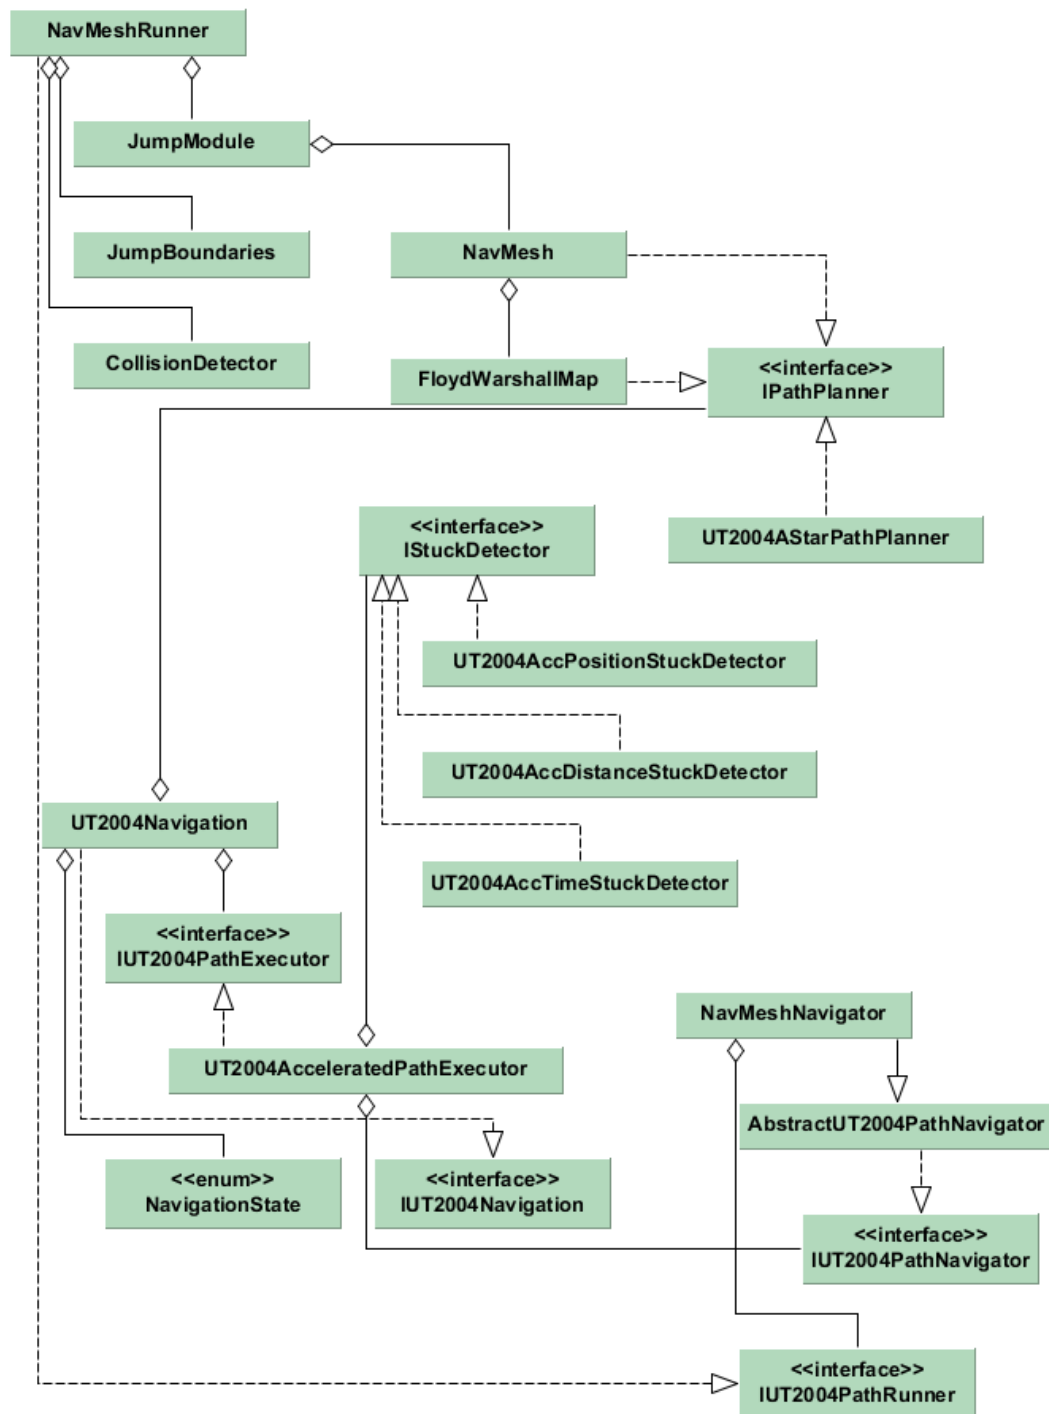 NavMeshRunner
JumpModule
JumpBoundaries
NavMesh
CollisionDetector
FloydWarshallMap
<<interface>>
IPathPlanner
<<interface>>
IStuckDetector
UT2004AStarPathPlanner
UT2004AccPositionStuckDetector
UT2004AccDistanceStuckDetector
UT2004Navigation
UT2004AccTimeStuckDetector
<<interface>>
IUT2004PathExecutor
NavMeshNavigator
UT2004AcceleratedPathExecutor
AbstractUT2004PathNavigator
<<enum>>
NavigationState
<<interface>>
IUT2004Navigation
<<interface>>
IUT2004PathNavigator
<<interface>>
IUT2004PathRunner